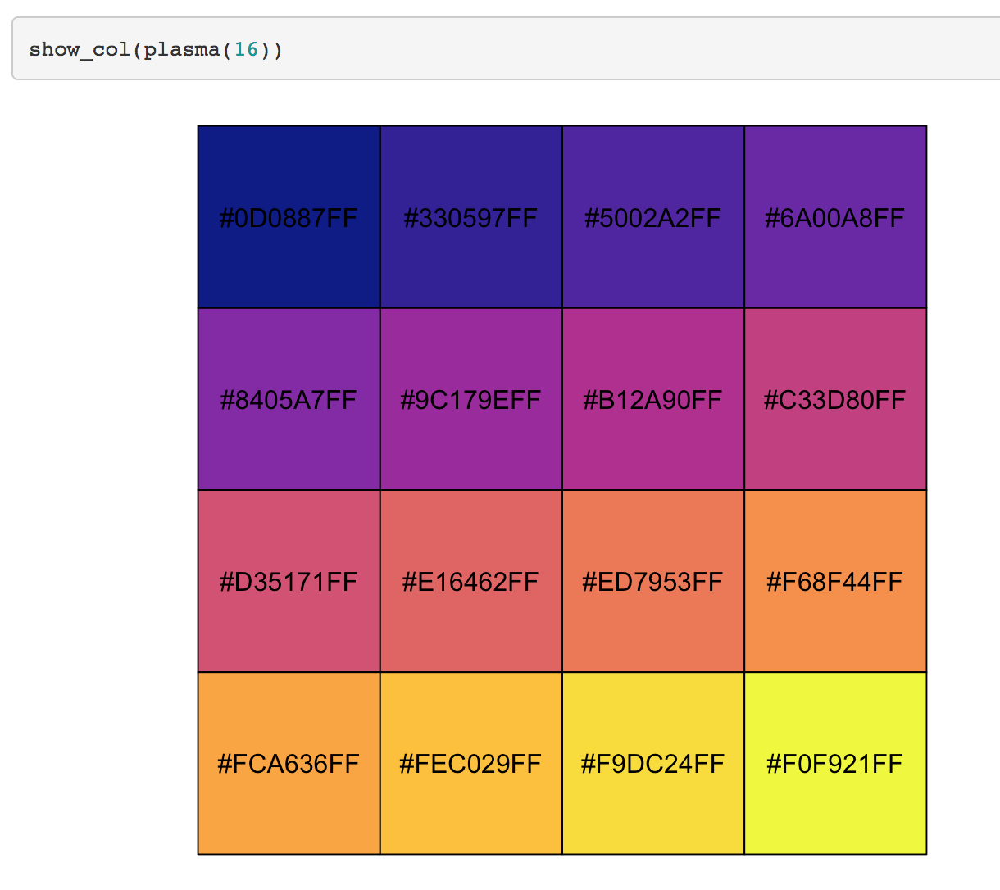 show_col(plasma(16))
#0D0887FF #330597FF #5002A2FF #6A00A8FF
#8405A7FF #9C179EFF #B12A90FF #C33D80FF
#D35171FF #E16462FF #ED7953FF #F68F44FF
#FCA636FF #FEC029FF #F9DC24FF #F0F921FF